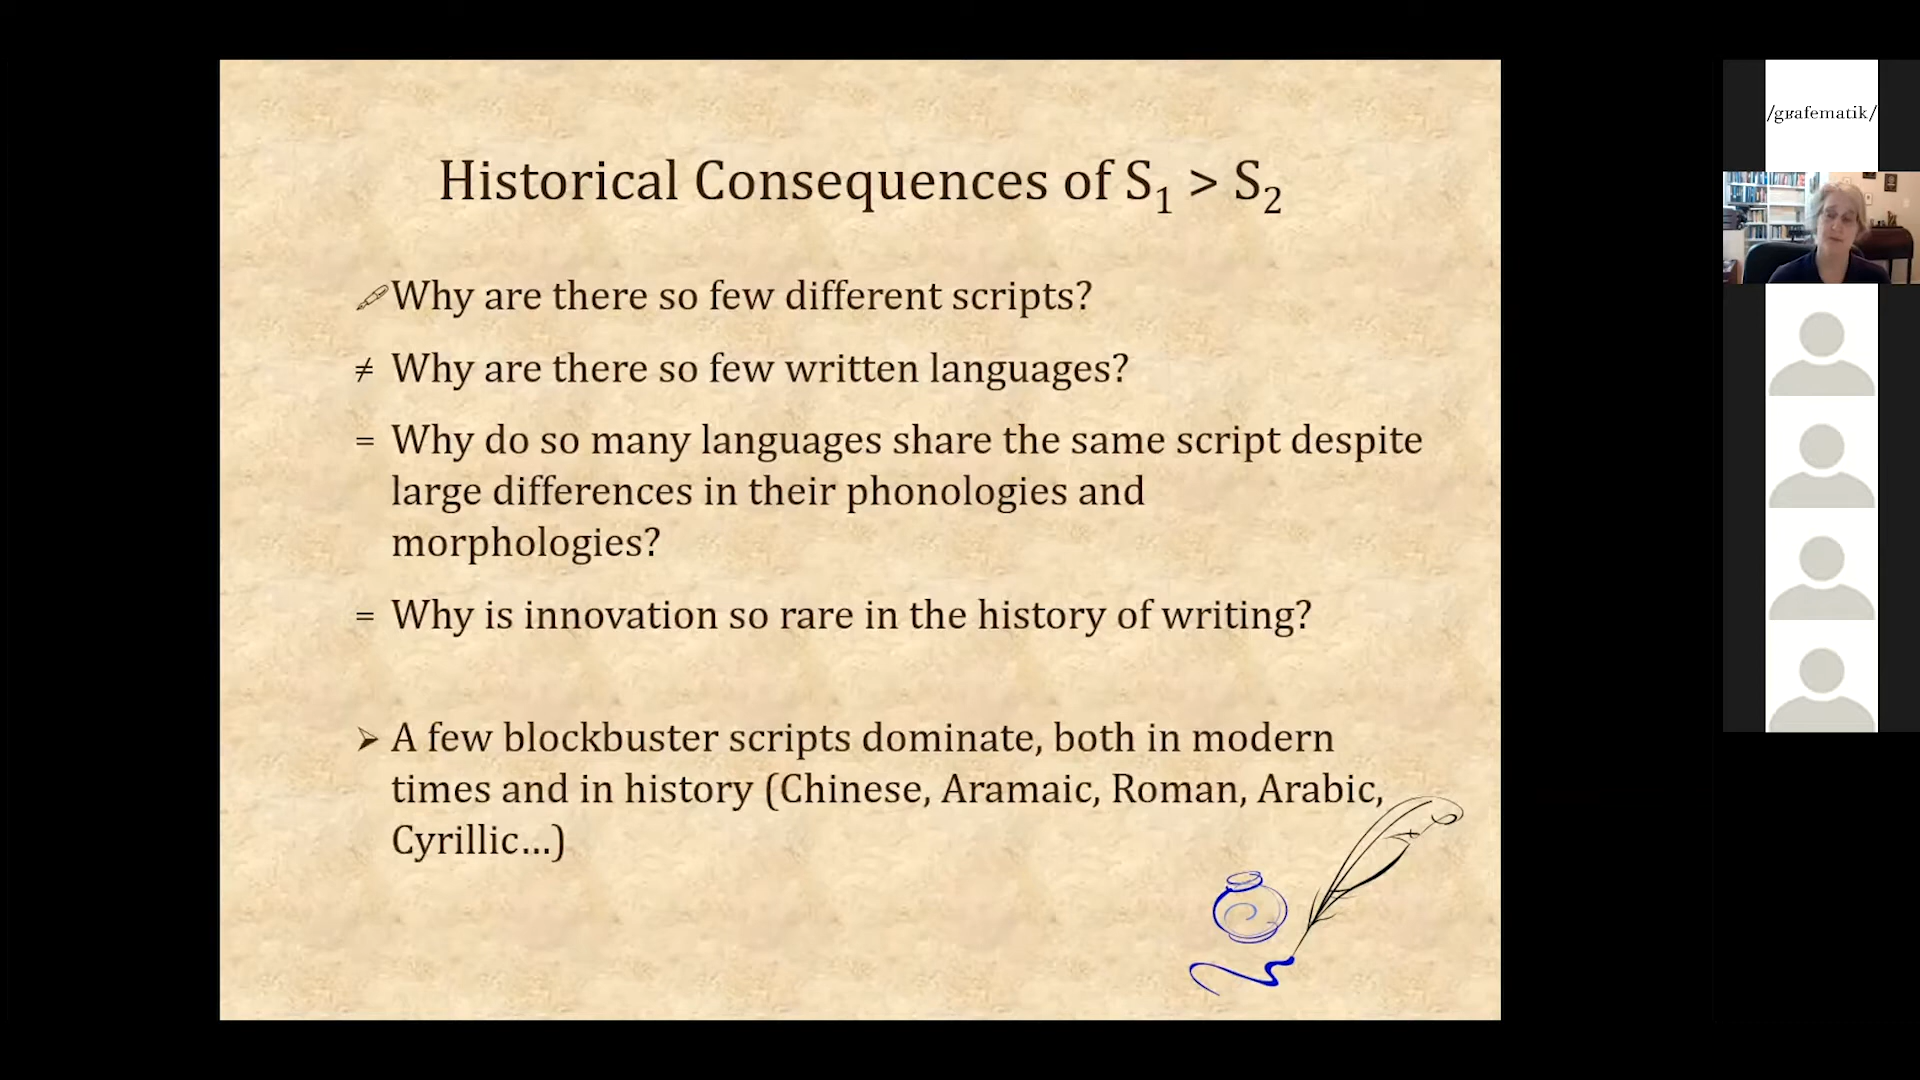 Historical Consequences of S₁ > S₂
Why are there so few different scripts?
≠ Why are there so few written languages?
= Why do so many languages share the same script despite
large differences in their phonologies and
morphologies?
= Why is innovation so rare in the history of writing?
➢ A few blockbuster scripts dominate, both in modern
times and in history (Chinese, Aramaic, Roman, Arabic,
Cyrillic…)
/gʁafematik/